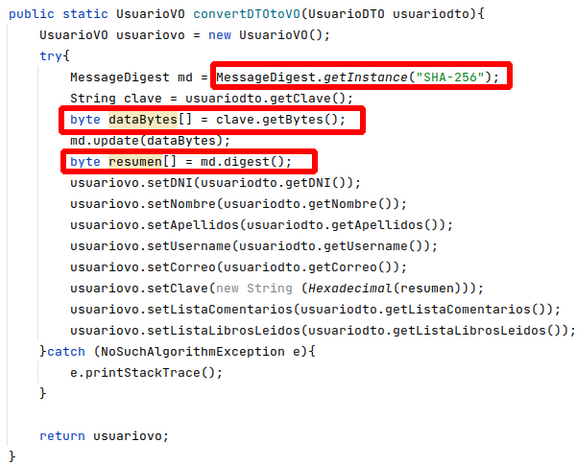 public static UsuarioVO convertDTOtoVO(UsuarioDTO usuariodto){
UsuarioVO usuariovo = new UsuarioVO();
try{
MessageDigest md = MessageDigest.getInstance("SHA-256");
String clave = usuariodto.getClave();
byte dataBytes[] = clave.getBytes();
md.update(dataBytes);
byte resumen[] = md.digest();
usuariovo.setDNI(usuariodto.getDNI());
usuariovo.setNombre(usuariodto.getNombre());
usuariovo.setApellidos(usuariodto.getApellidos());
usuariovo.setUsername(usuariodto.getUsername());
usuariovo.setCorreo(usuariodto.getCorreo());
usuariovo.setClave(new String (Hexadecimal(resumen)));
usuariovo.setListaComentarios(usuariodto.getListaComentarios());
usuariovo.setListaLibrosLeidos(usuariodto.getListaLibrosLeidos());
}catch (NoSuchAlgorithmException e){
e.printStackTrace();
}
return usuariovo;
}